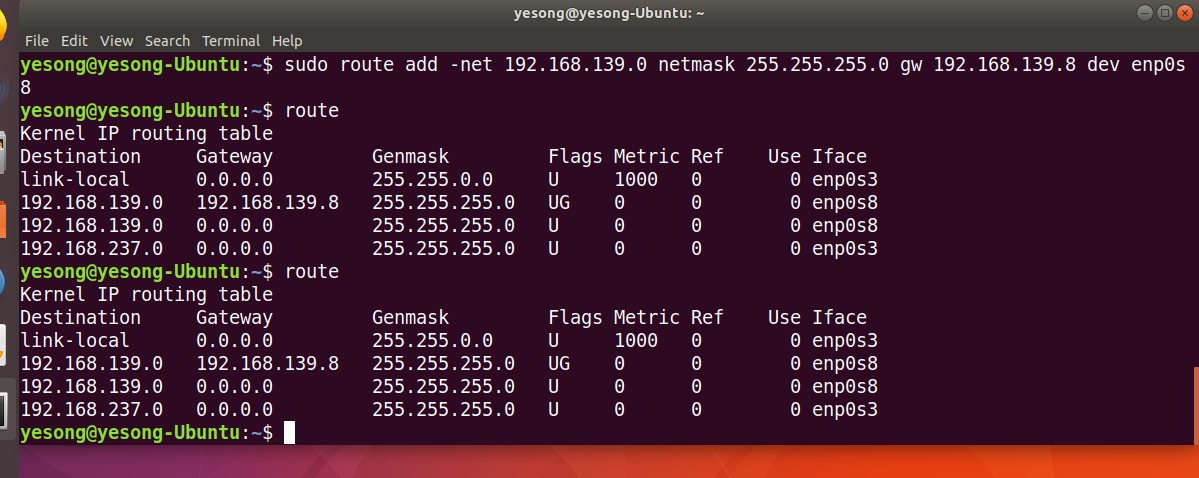 yesong@yesong-Ubuntu: ~
File Edit View Search Terminal Help
yesong@yesong-Ubuntu:~$ sudo route add -net 192.168.139.0 netmask 255.255.255.0 gw 192.168.139.8 dev enp0s
8
yesong@yesong-Ubuntu:~$ route
Kernel IP routing table
Destination     Gateway         Genmask         Flags Metric Ref    Use Iface
link-local      0.0.0.0         255.255.0.0     U     1000   0        0 enp0s3
192.168.139.0   192.168.139.8   255.255.255.0   UG    0      0        0 enp0s8
192.168.139.0   0.0.0.0         255.255.255.0   U     0      0        0 enp0s8
192.168.237.0   0.0.0.0         255.255.255.0   U     0      0        0 enp0s3
yesong@yesong-Ubuntu:~$ route
Kernel IP routing table
Destination     Gateway         Genmask         Flags Metric Ref    Use Iface
link-local      0.0.0.0         255.255.0.0     U     1000   0        0 enp0s3
192.168.139.0   192.168.139.8   255.255.255.0   UG    0      0        0 enp0s8
192.168.139.0   0.0.0.0         255.255.255.0   U     0      0        0 enp0s8
192.168.237.0   0.0.0.0         255.255.255.0   U     0      0        0 enp0s3
yesong@yesong-Ubuntu:~$